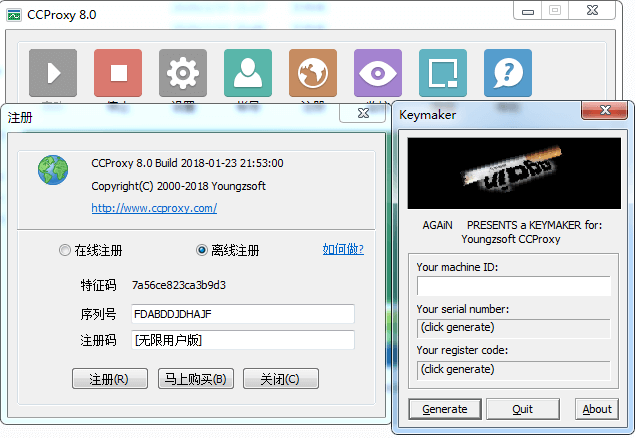 CCProxy 8.0
注册
CCProxy 8.0 Build 2018-01-23 21:53:00
Copyright(C) 2000-2018 Youngzsoft
http://www.ccproxy.com/
在线注册
离线注册
如何做?
特征码 7a56ce823ca3b9d3
序列号 FDABDDJDHAJF
注册码 [无限用户版]
注册(R)
马上购买(B)
关闭(C)
Keymaker
AGAiN PRESENTS a KEYMAKER for:
Youngzsoft CCProxy
Your machine ID:
Your serial number:
(click generate)
Your register code:
(click generate)
Generate
Quit
About